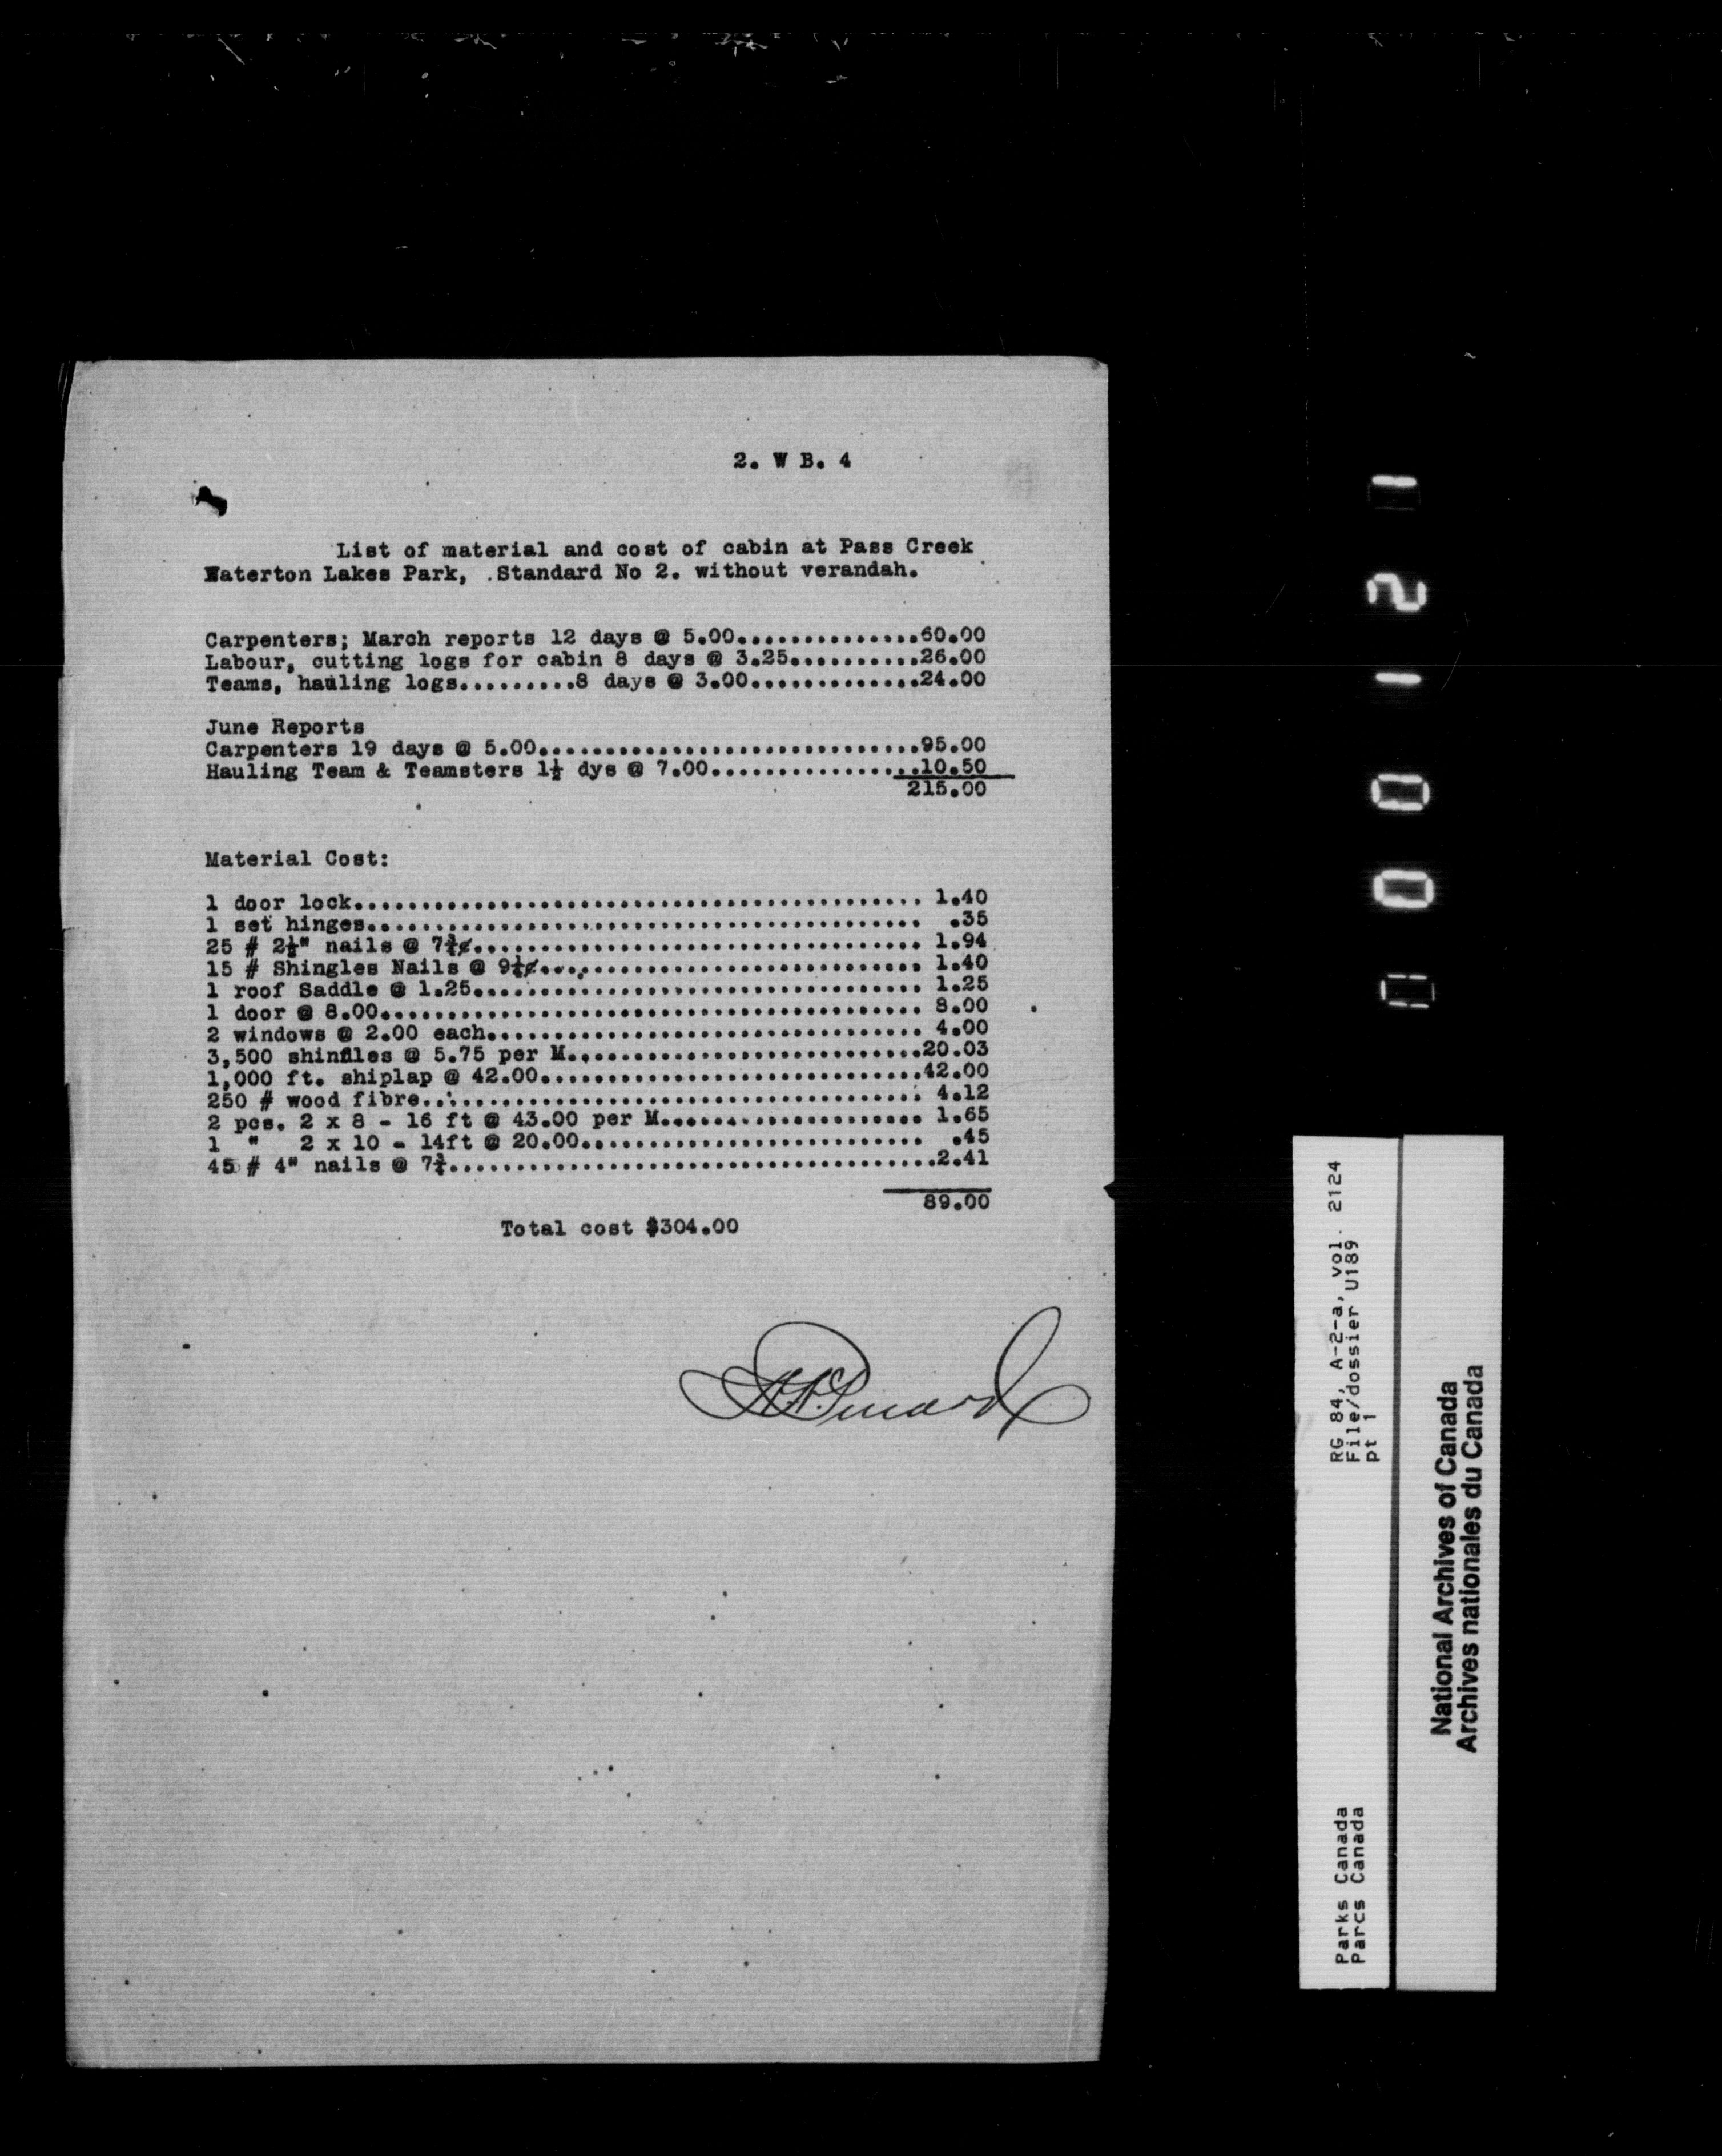 2. W B. 4
List of material and cost of cabin at Pass Creek
Waterton Lakes Park, .Standard No 2. without verandah.
Carpenters; March reports 12 days @ 5.00..............60.00
Labour, cutting logs for cabin 8 days @ 3.25..........26.00
Teams, hauling logs.........8 days @ 3.00.............24.00
June Reports
Carpenters 19 days @ 5.00.............................95.00
Hauling Team & Teamsters 1½ dys @ 7.00................10.50
215.00
Material Cost:
1 door lock........................................... 1.40
1 set hinges.......................................... .35
25 # 2½" nails @ 7¾¢.................................. 1.94
15 # Shingles Nails @ 9¼¢............................. 1.40
1 roof Saddle @ 1.25.................................. 1.25
1 door @ 8.00......................................... 8.00
2 windows @ 2.00 each................................. 4.00
3,500 shingles @ 5.75 per M...........................20.03
1,000 ft. shiplap @ 42.00.............................42.00
250 # wood fibre...................................... 4.12
2 pcs. 2 x 8 - 16 ft @ 43.00 per M.................... 1.65
1 " 2 x 10 - 14ft @ 20.00.......................... .45
45 # 4" nails @ 7¾.....................................2.41
89.00
Total cost $304.00
RG 84, A-2-a, vol. 2124
File/dossier U189
pt 1
Parks Canada
Parcs Canada
National Archives of Canada
Archives nationales du Canada